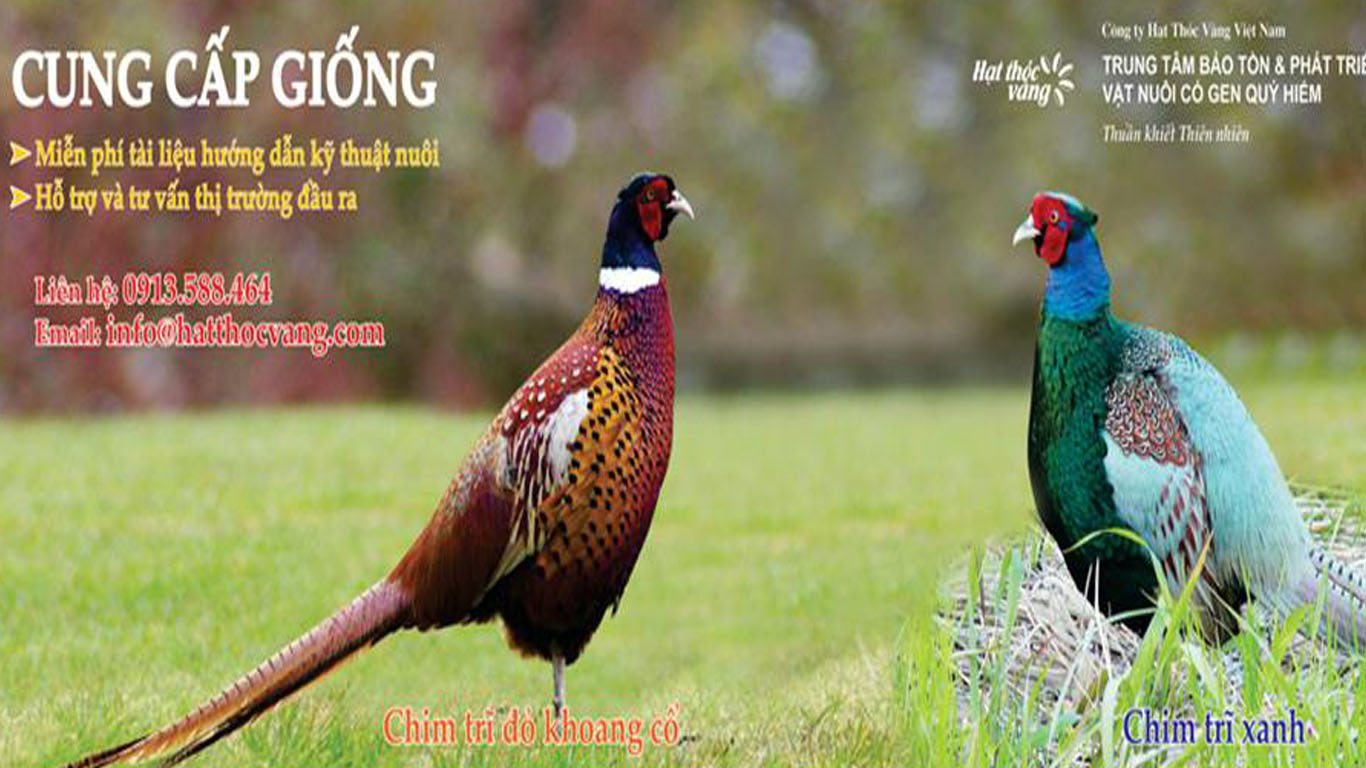 CUNG CẤP GIỐNG
Miễn phí tài liệu hướng dẫn kỹ thuật nuôi
Hỗ trợ và tư vấn thị trường đầu ra
Liên hệ: 0913.588.464
Email: info@hatthocvang.com
Hạt thóc
vàng
Công ty Hạt Thóc Vàng Việt Nam
TRUNG TÂM BẢO TỒN & PHÁT TRIỂ
VẬT NUÔI CÓ GEN QUÝ HIẾM
Thuần khiết Thiên nhiên
Chim trĩ đỏ khoang cổ
Chim trĩ xanh